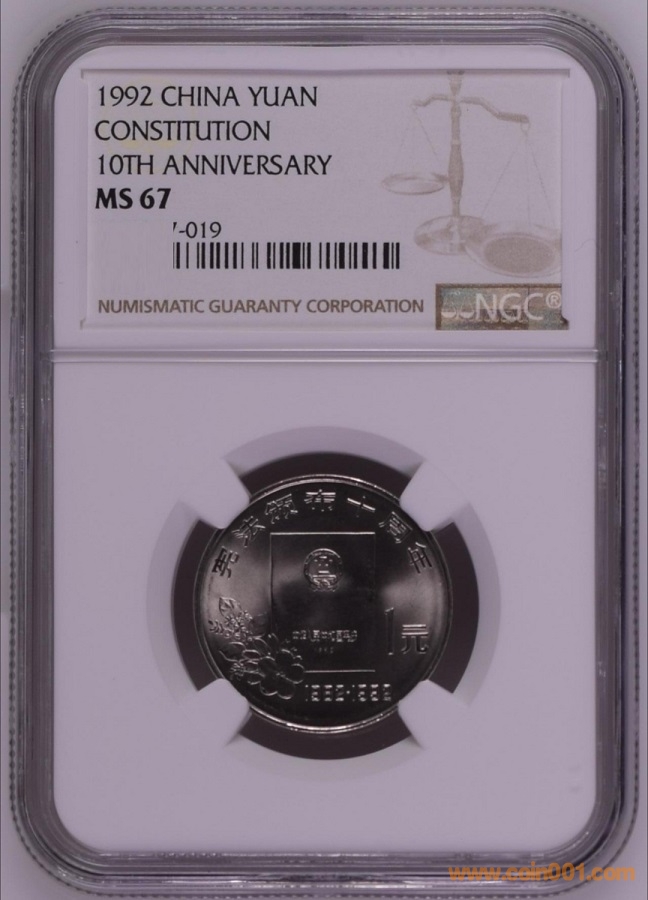 1992 CHINA YUAN
CONSTITUTION
10TH ANNIVERSARY
MS 67
-019
NUMISMATIC GUARANTY CORPORATION
NGC®
宪法颁布十周年
1元
1982·1992
www.coin001.com